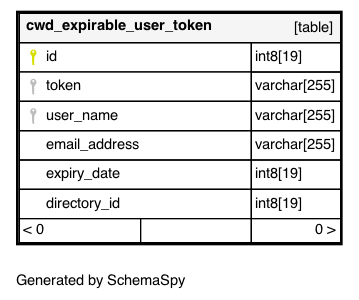 cwd_expirable_user_token [table]
id int8[19]
token varchar[255]
user_name varchar[255]
email_address varchar[255]
expiry_date int8[19]
directory_id int8[19]
< 0 0 >
Generated by SchemaSpy